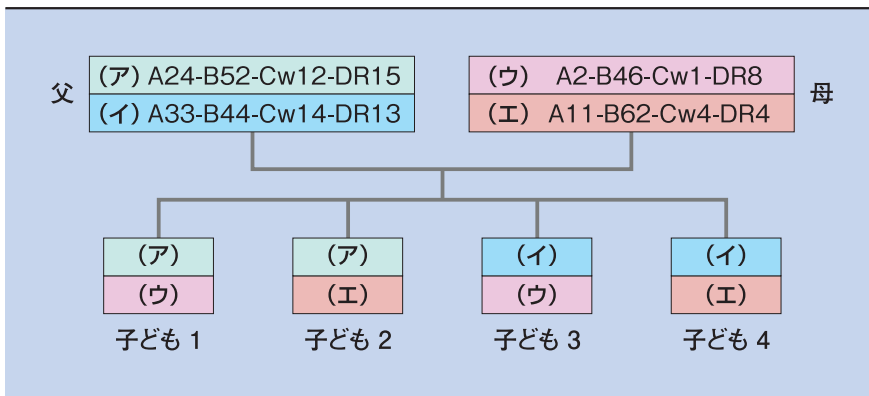 父
(ア) A24-B52-Cw12-DR15
(イ) A33-B44-Cw14-DR13
(ウ) A2-B46-Cw1-DR8
(エ) A11-B62-Cw4-DR4
母
(ア)
(ウ)
子ども 1
(ア)
(エ)
子ども 2
(イ)
(ウ)
子ども 3
(イ)
(エ)
子ども 4